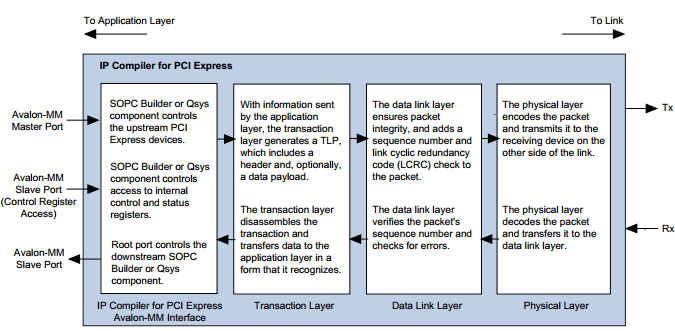 To Application Layer
To Link
IP Compiler for PCI Express
Avalon-MM
Master Port
Avalon-MM
Slave Port
(Control Register
Access)
Avalon-MM
Slave Port
SOPC Builder or Qsys
component controls
the upstream PCI
Express devices.
SOPC Builder or Qsys
component controls
access to internal
control and status
registers.
Root port controls the
downstream SOPC
Builder or Qsys
component.
With information sent
by the application
layer, the transaction
layer generates a TLP,
which includes a
header and, optionally,
a data payload.
The transaction layer
disassembles the
transaction and
transfers data to the
application layer in a
form that it recognizes.
The data link layer
ensures packet
integrity, and adds a
sequence number and
link cyclic redundancy
code (LCRC) check to
the packet.
The data link layer
verifies the packet's
sequence number and
checks for errors.
The physical layer
encodes the packet
and transmits it to the
receiving device on the
other side of the link.
The physical layer
decodes the packet
and transfers it to the
data link layer.
Tx
Rx
IP Compiler for PCI Express
Avalon-MM Interface
Transaction Layer
Data Link Layer
Physical Layer